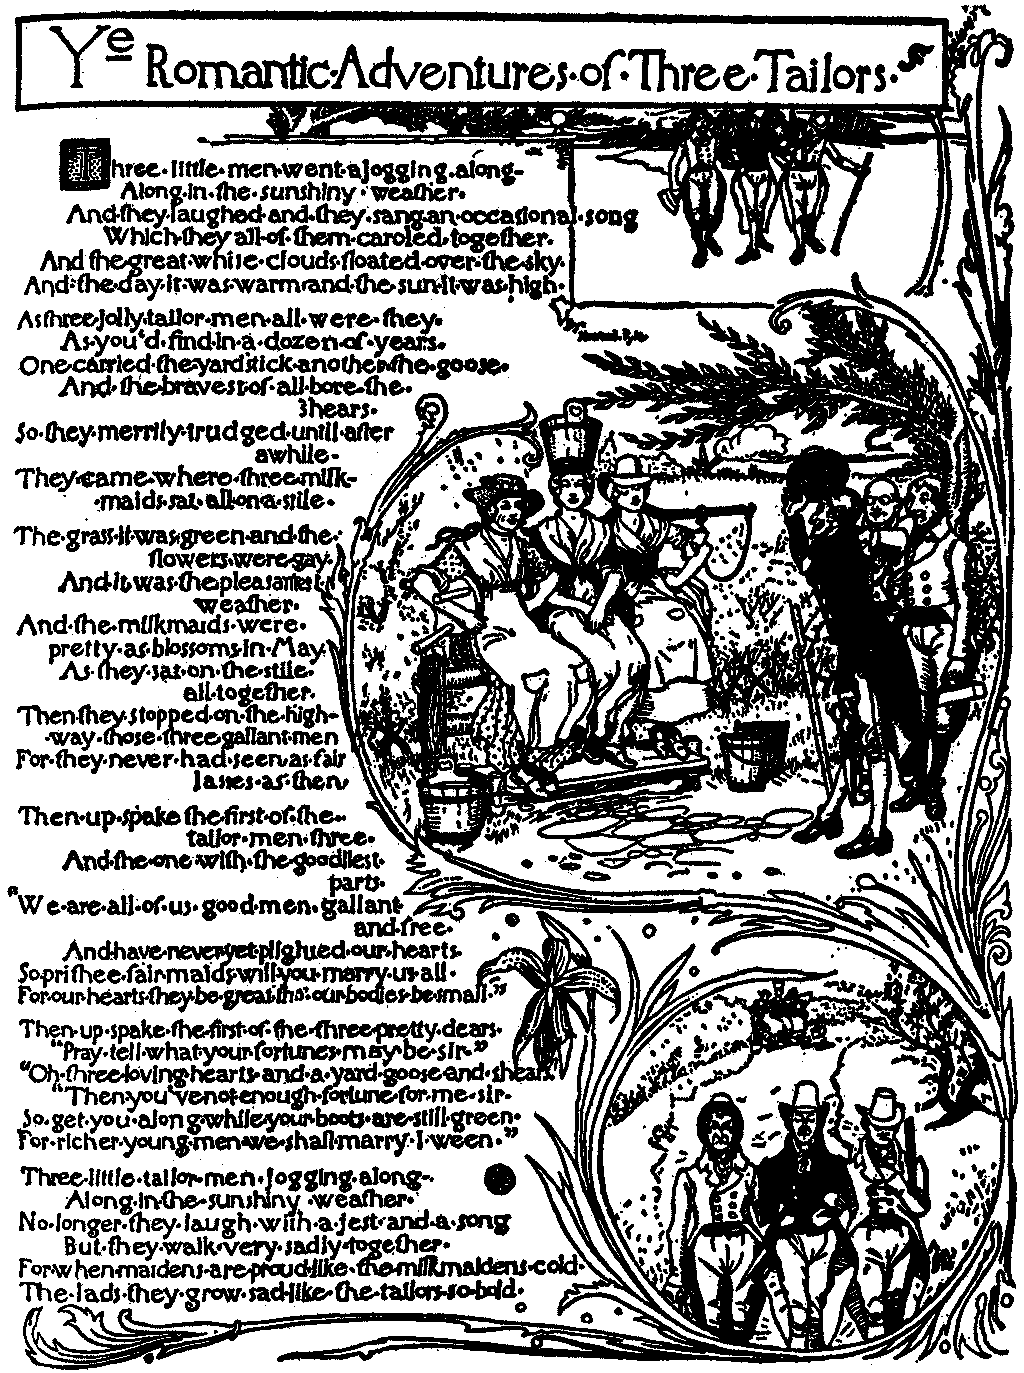 Yᵉ Romantic·Adventures·of·Three·Tailors·
Three·little·men·went·a·jogging·along·
Along·in·the·sunshiny·weather·
And·they·laughed·and·they·sang·an·occasional·song
Which·they·all·of·them·caroled·together·
And·the·great·white·clouds·floated·over·the·sky·
And·the·day·it·was·warm·and·the·sun·it·was·high·
As·three·jolly·tailor·men·all·were·they·
As·you'd·find·in·a·dozen·of·years·
One·carried·the·yardstick·another·the·goose·
And·the·bravest·of·all·bore·the·
shears·
So·they·merrily·trudged·until·after
awhile·
They·came·where·three·milk-
·maids·sat·all·on·a·stile·
The·grass·it·was·green·and·the·
flowers·were·gay·
And·it·was·the·pleasantest
weather·
And·the·milkmaids·were·
pretty·as·blossoms·in·May·
As·they·sat·on·the·stile·
all·together·
Then·they·stopped·on·the·high-
·way·those·three·gallant·men
For·they·never·had·seen·as·fair
lasses·as·then·
Then·up·spake·the·first·of·the·
tailor·men·three·
And·the·one·with·the·goodliest·
parts·
"We·are·all·of·us·good·men·gallant
and·free·
And·have·never·yet·plighted·our·hearts·
So·prithee·fair·maids·will·you·marry·us·all·
For·our·hearts·they·be·great·tho'·our·bodies·be·small·"
Then·up·spake·the·first·of·the·three·pretty·dears·
"Pray·tell·what·your·fortunes·may·be·sir·"
"Oh·three·loving·hearts·and·a·yard·goose·and·shears·"
"Then·you've·not·enough·fortune·for·me·sir·
So·get·you·along·while·your·boots·are·still·green·
For·richer·young·men·we·shall·marry·I·ween·"
Three·little·tailor·men·jogging·along·
Along·in·the·sunshiny·weather·
No·longer·they·laugh·with·a·jest·and·a·song
But·they·walk·very·sadly·together·
For·when·maidens·are·proud·like·the·milkmaidens·cold·
The·lads·they·grow·sad·like·the·tailors·so·bold·